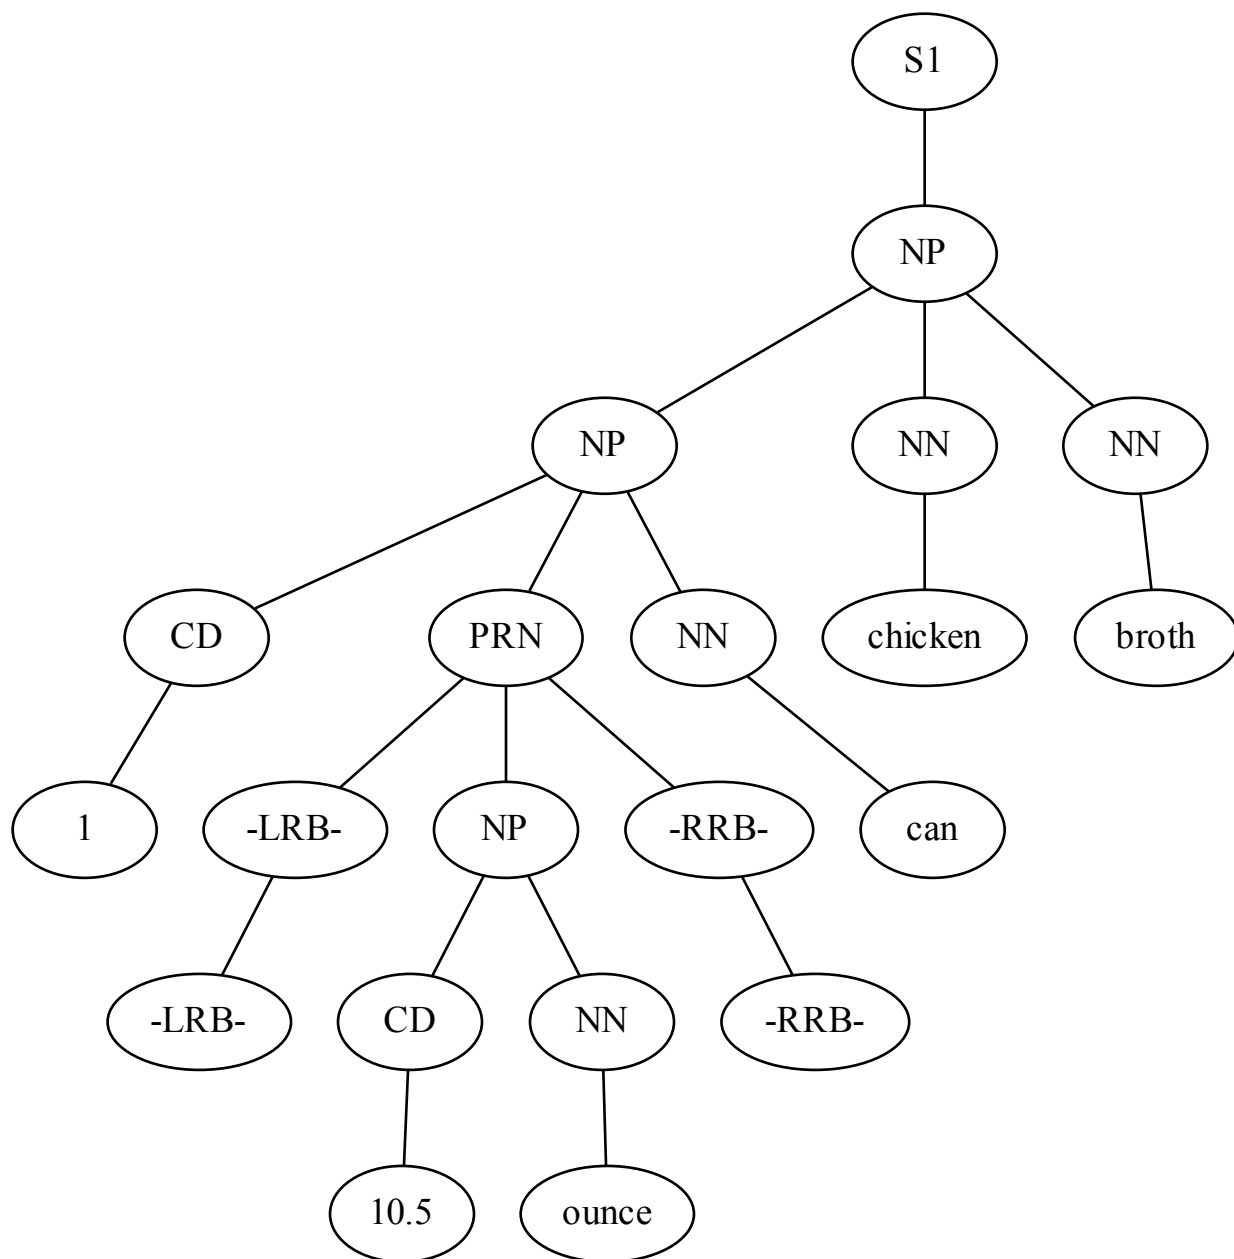 S1
NP
NP NN NN
CD PRN NN chicken broth
1 -LRB- NP -RRB- can
-LRB- CD NN -RRB-
10.5 ounce